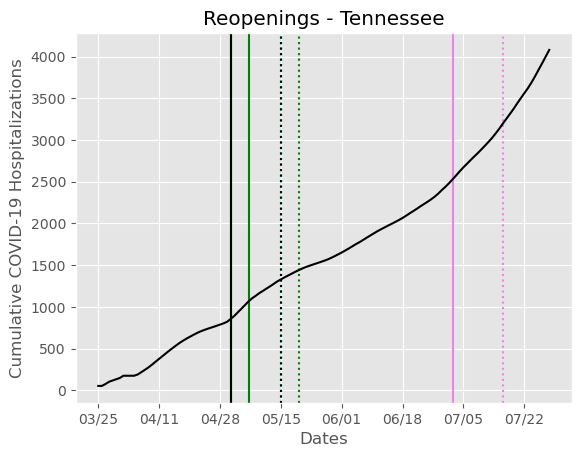 Reopenings - Tennessee
Cumulative COVID-19 Hospitalizations
4000
3500
3000
2500
2000
1500
1000
500
0
03/25 04/11 04/28 05/15 06/01 06/18 07/05 07/22
Dates